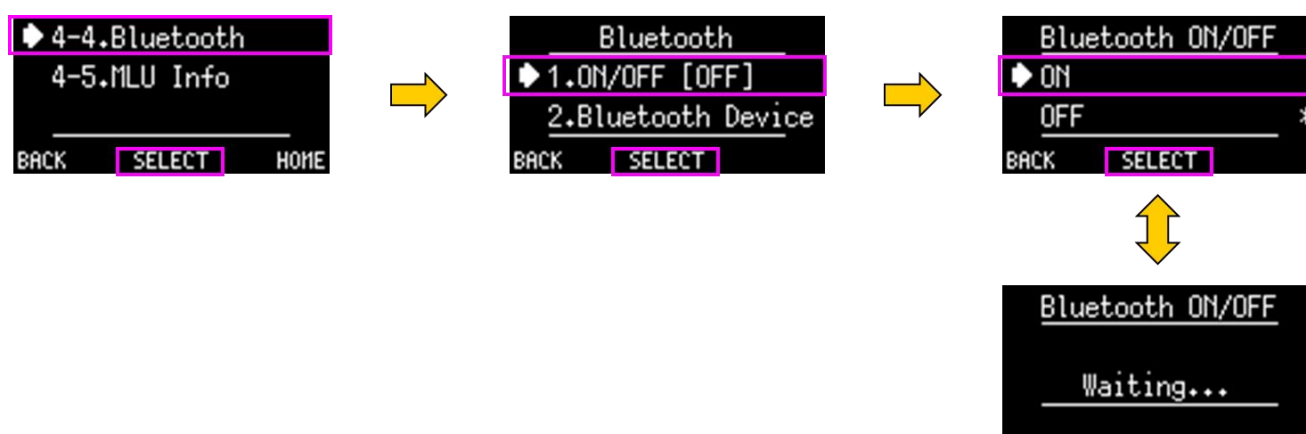 4-4.Bluetooth
4-5.MLU Info
BACK SELECT HOME
Bluetooth
1.ON/OFF [OFF]
2.Bluetooth Device
BACK SELECT
Bluetooth ON/OFF
ON
OFF *
BACK SELECT
Bluetooth ON/OFF
Waiting...